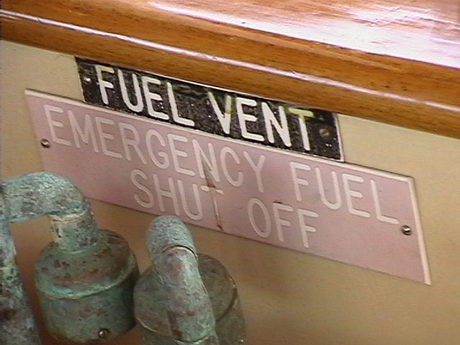 FUEL VENT
EMERGENCY FUEL
SHUT OFF